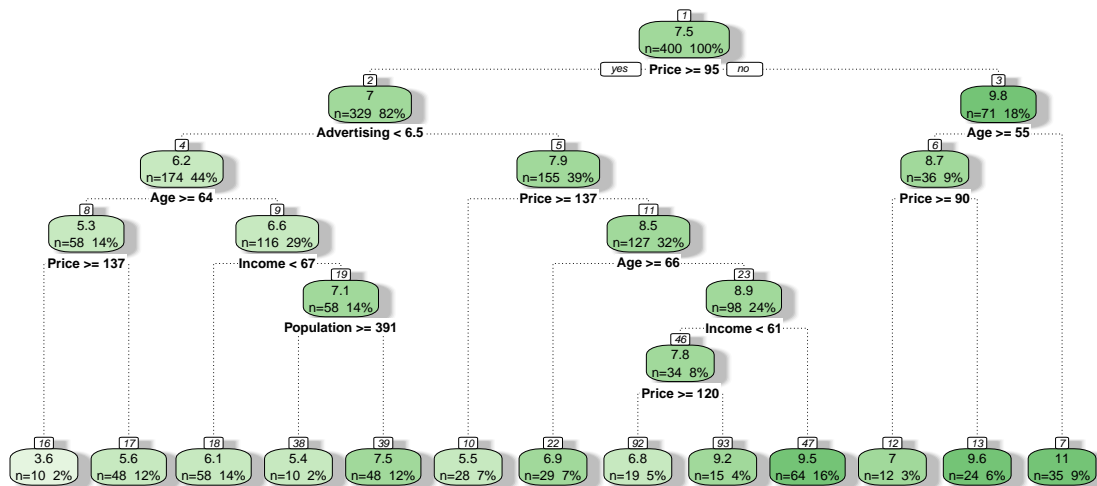 1
7.5
n=400 100%
yes Price >= 95 no
2
7
n=329 82%
Advertising < 6.5
3
9.8
n=71 18%
Age >= 55
4
6.2
n=174 44%
Age >= 64
5
7.9
n=155 39%
Price >= 137
6
8.7
n=36 9%
Price >= 90
8
5.3
n=58 14%
Price >= 137
9
6.6
n=116 29%
Income < 67
11
8.5
n=127 32%
Age >= 66
19
7.1
n=58 14%
Population >= 391
23
8.9
n=98 24%
Income < 61
46
7.8
n=34 8%
Price >= 120
16
3.6
n=10 2%
17
5.6
n=48 12%
18
6.1
n=58 14%
38
5.4
n=10 2%
39
7.5
n=48 12%
10
5.5
n=28 7%
22
6.9
n=29 7%
92
6.8
n=19 5%
93
9.2
n=15 4%
47
9.5
n=64 16%
12
7
n=12 3%
13
9.6
n=24 6%
7
11
n=35 9%